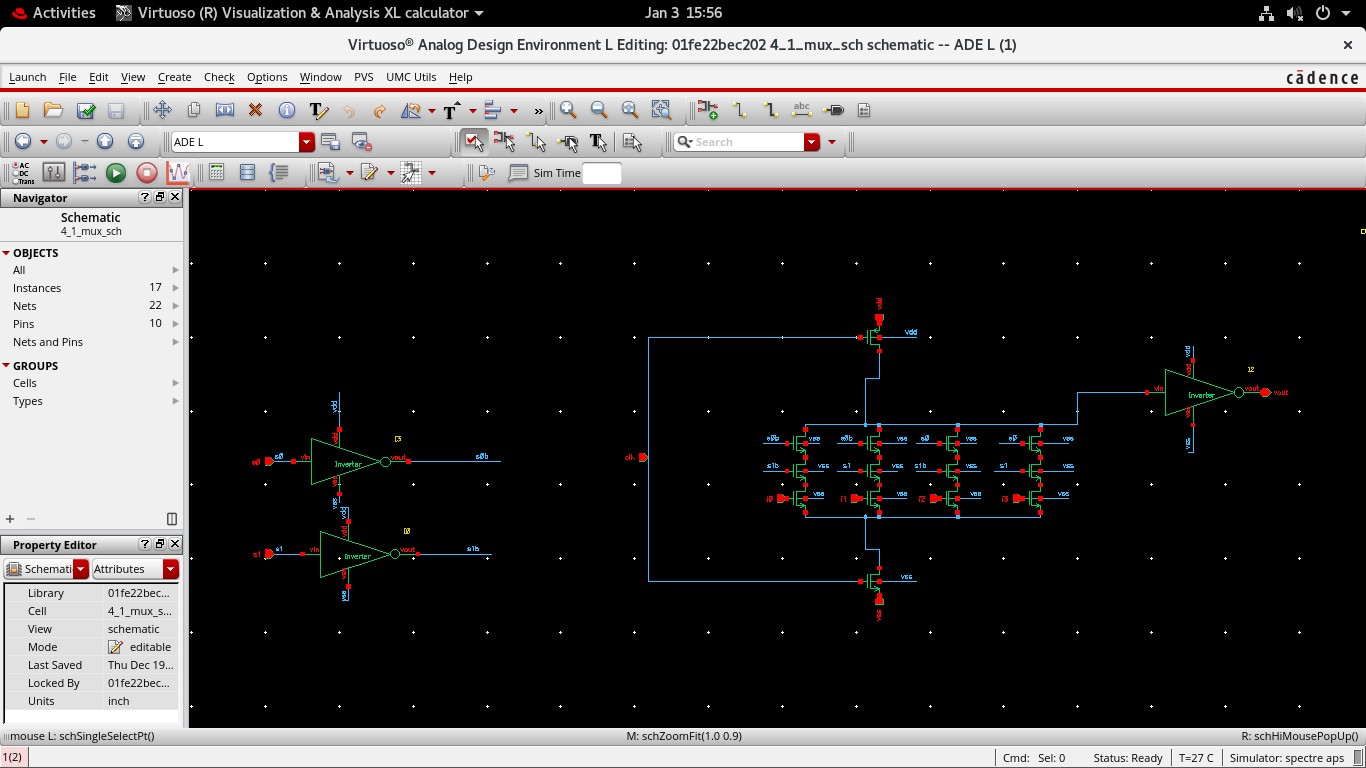 Activities Virtuoso (R) Visualization & Analysis XL calculator Jan 3 15:56
Virtuoso® Analog Design Environment L Editing: 01fe22bec202 4_1_mux_sch schematic -- ADE L (1)
Launch File Edit View Create Check Options Window PVS UMC Utils Help cādence
T T » abc
ADE L T Search
AC
DC
Trans
Sim Time
Navigator
Schematic
4_1_mux_sch
OBJECTS
All
Instances 17
Nets 22
Pins 10
Nets and Pins
GROUPS
Cells
Types
Property Editor
Schemati Attributes
Library 01fe22bec...
Cell 4_1_mux_s...
View schematic
Mode editable
Last Saved Thu Dec 19...
Locked By 01fe22bec...
Units inch
vdd
vdd
vdd
vdd
I2
vin Inverter vout vout
vss
vss
vdd
vdd
I3
s0 s0 vin Inverter vout s0b
vss
vss
vdd
vdd
I0
s1 s1 vin Inverter vout s1b
vss
vss
clk
s0b vss s0b vss s0 vss s0 vss
s1b vss s1 vss s1b vss s1 vss
i0 vss i1 vss i2 vss i3 vss
vss
vss
mouse L: schSingleSelectPt() M: schZoomFit(1.0 0.9) R: schHiMousePopUp()
1(2) Cmd: Sel: 0 Status: Ready T=27 C Simulator: spectre aps